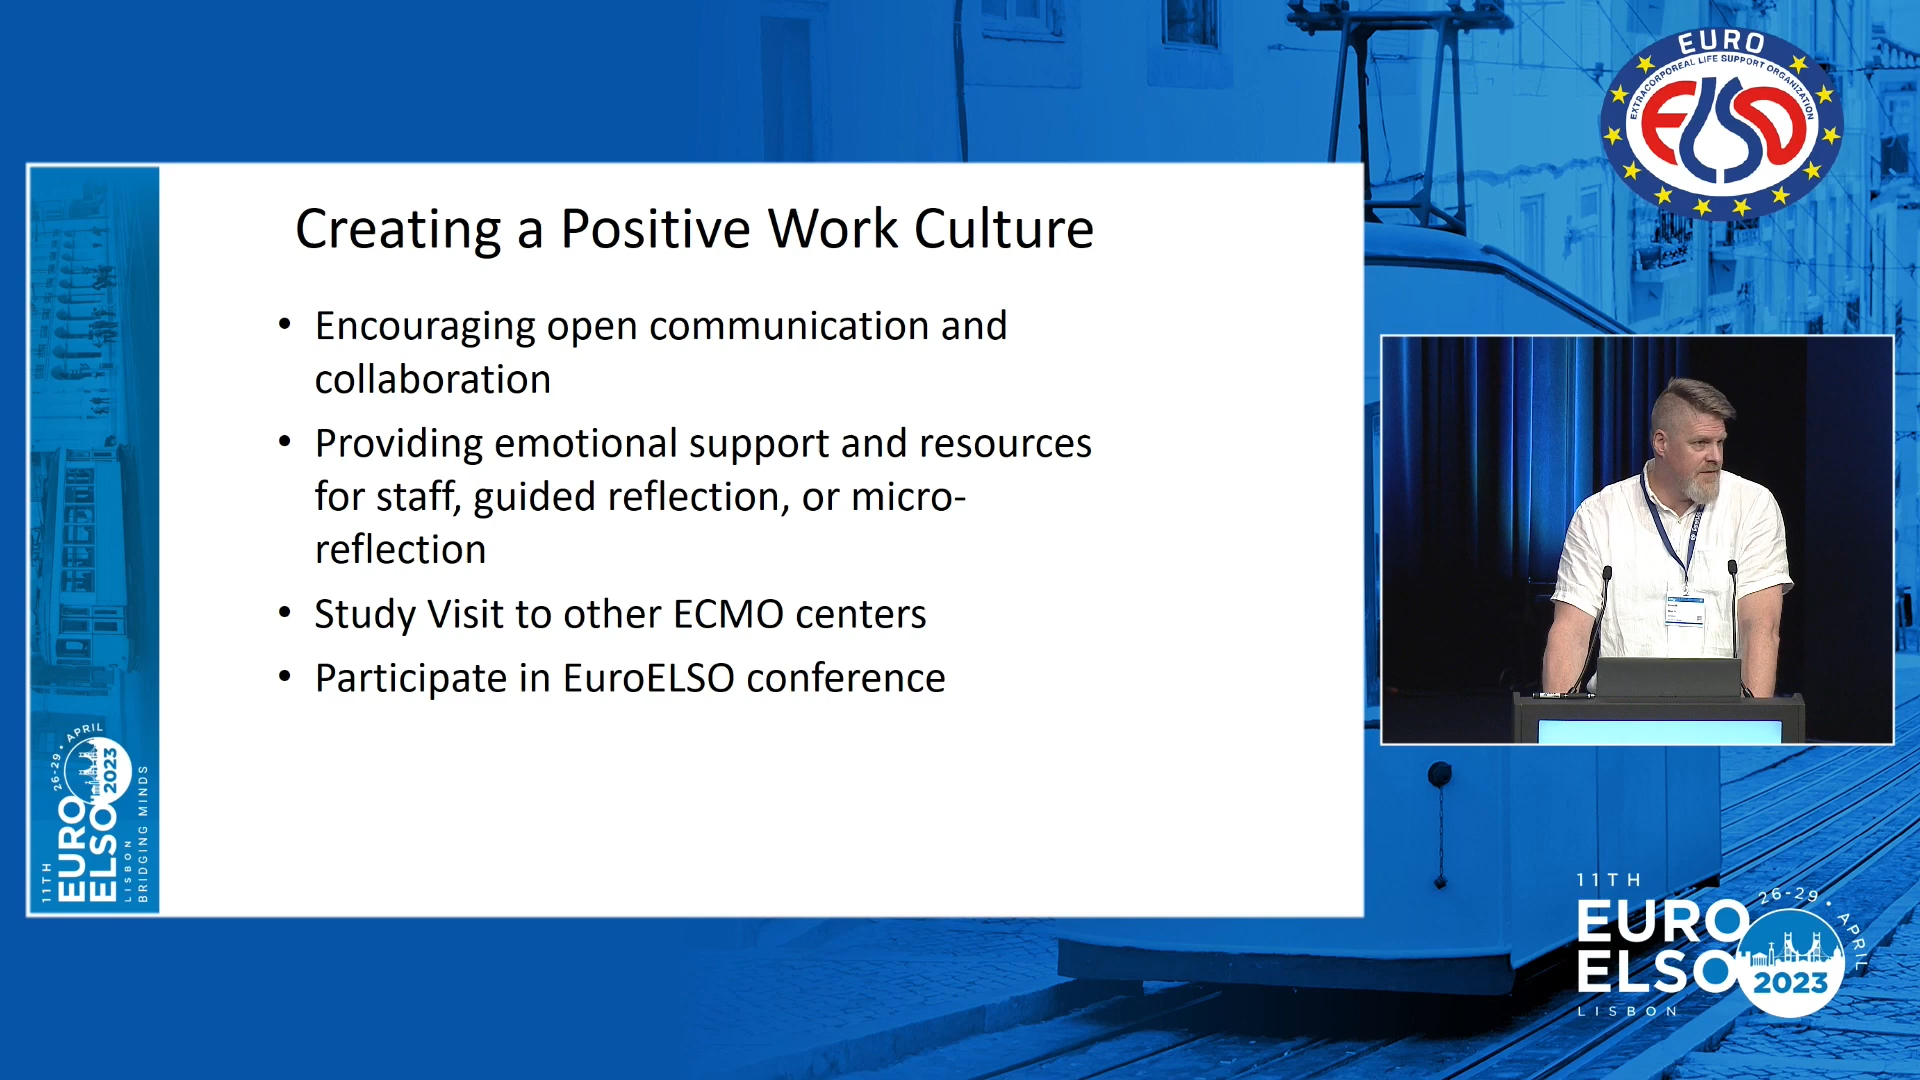 EURO
EXTRACORPOREAL LIFE SUPPORT ORGANIZATION
ELSO
Creating a Positive Work Culture
• Encouraging open communication and
collaboration
• Providing emotional support and resources
for staff, guided reflection, or micro-
reflection
• Study Visit to other ECMO centers
• Participate in EuroELSO conference
11TH
EURO
ELSO
LISBON
BRIDGING MINDS
26-29 • APRIL
2023
11TH
EURO
ELSO
LISBON
26-29 • APRIL
2023